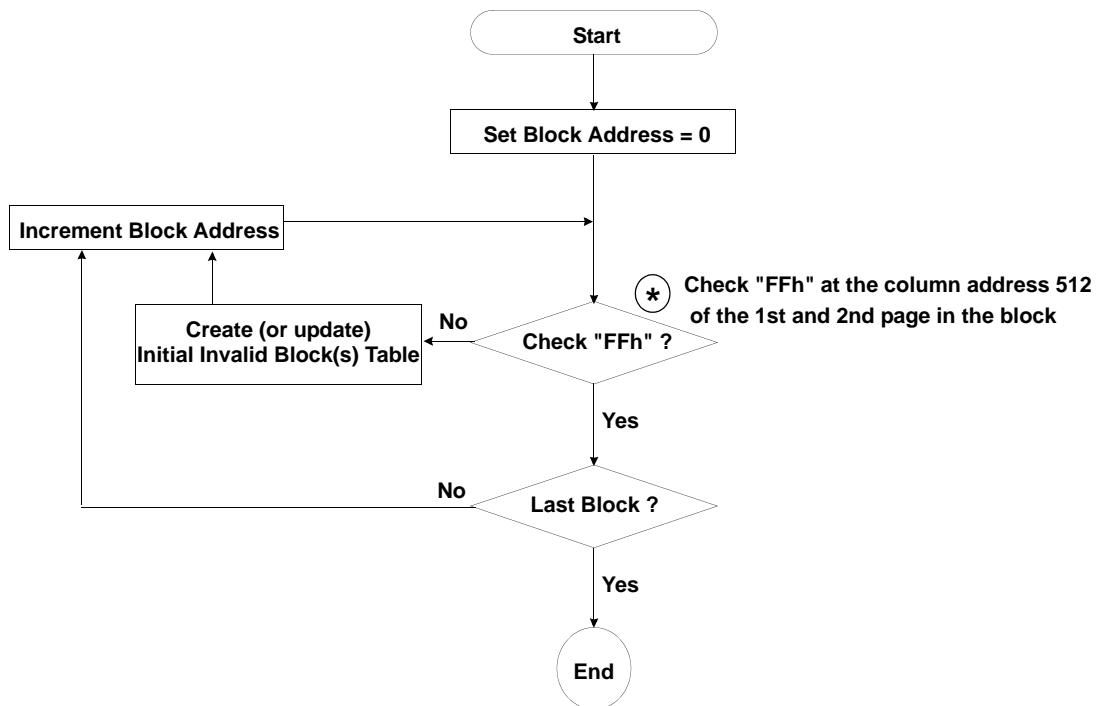 Start
Set Block Address = 0
Increment Block Address
* Check "FFh" at the column address 512
of the 1st and 2nd page in the block
Create (or update)
Initial Invalid Block(s) Table
No
Check "FFh" ?
Yes
No
Last Block ?
Yes
End